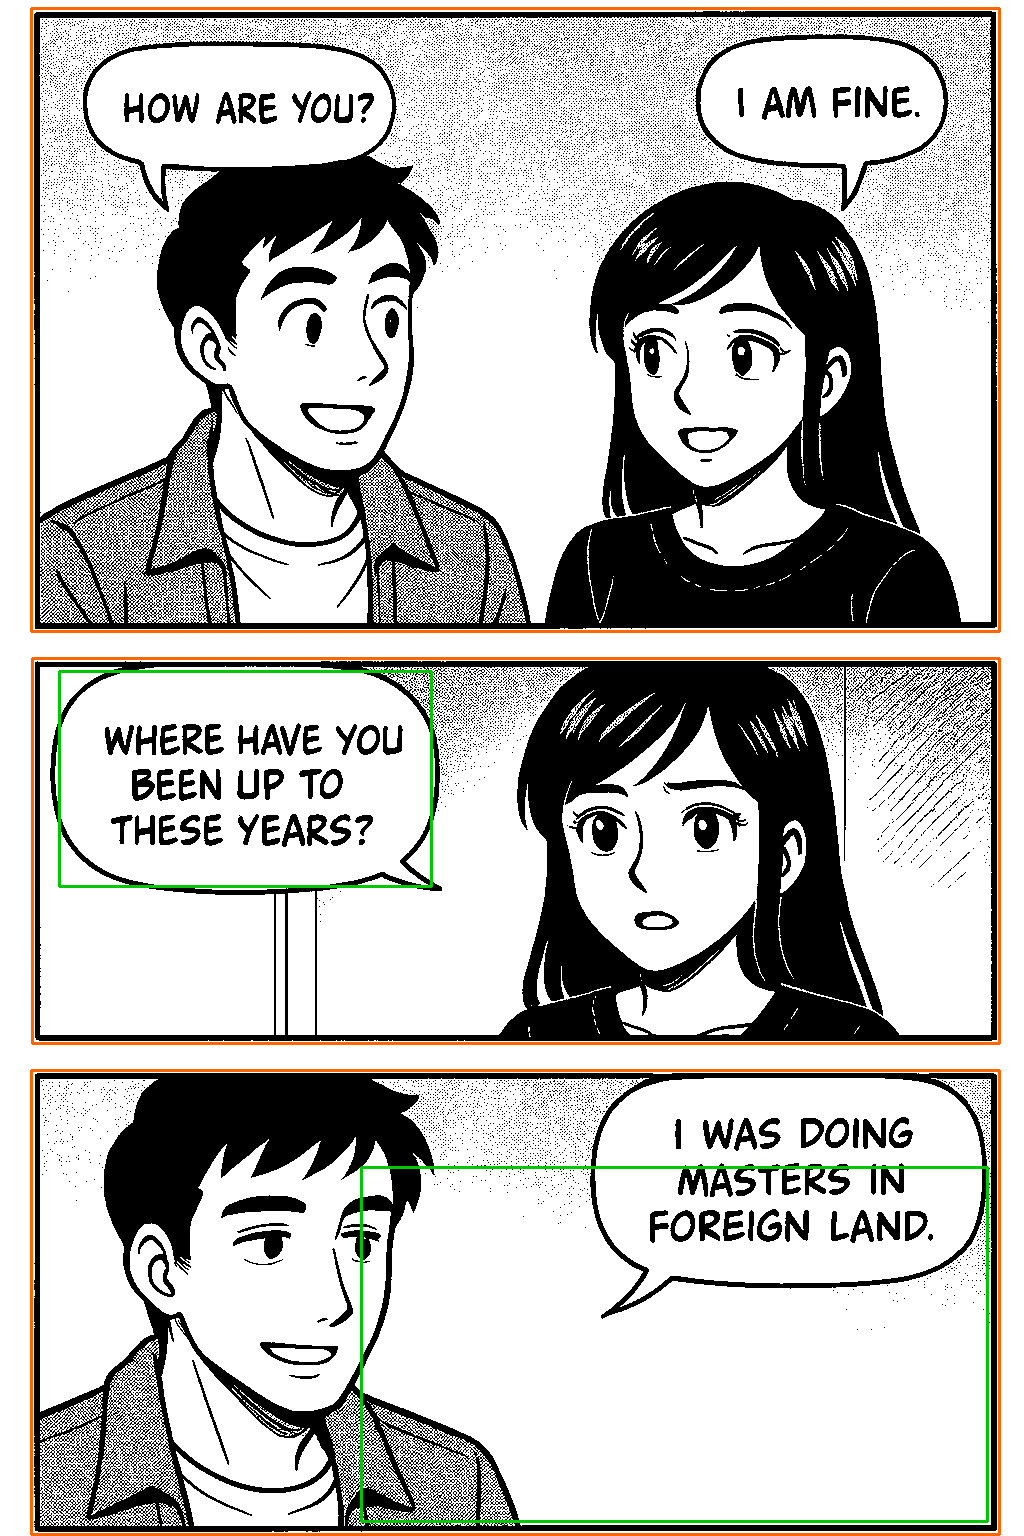 HOW ARE YOU?
I AM FINE.
WHERE HAVE YOU
BEEN UP TO
THESE YEARS?
I WAS DOING
MASTERS IN
FOREIGN LAND.